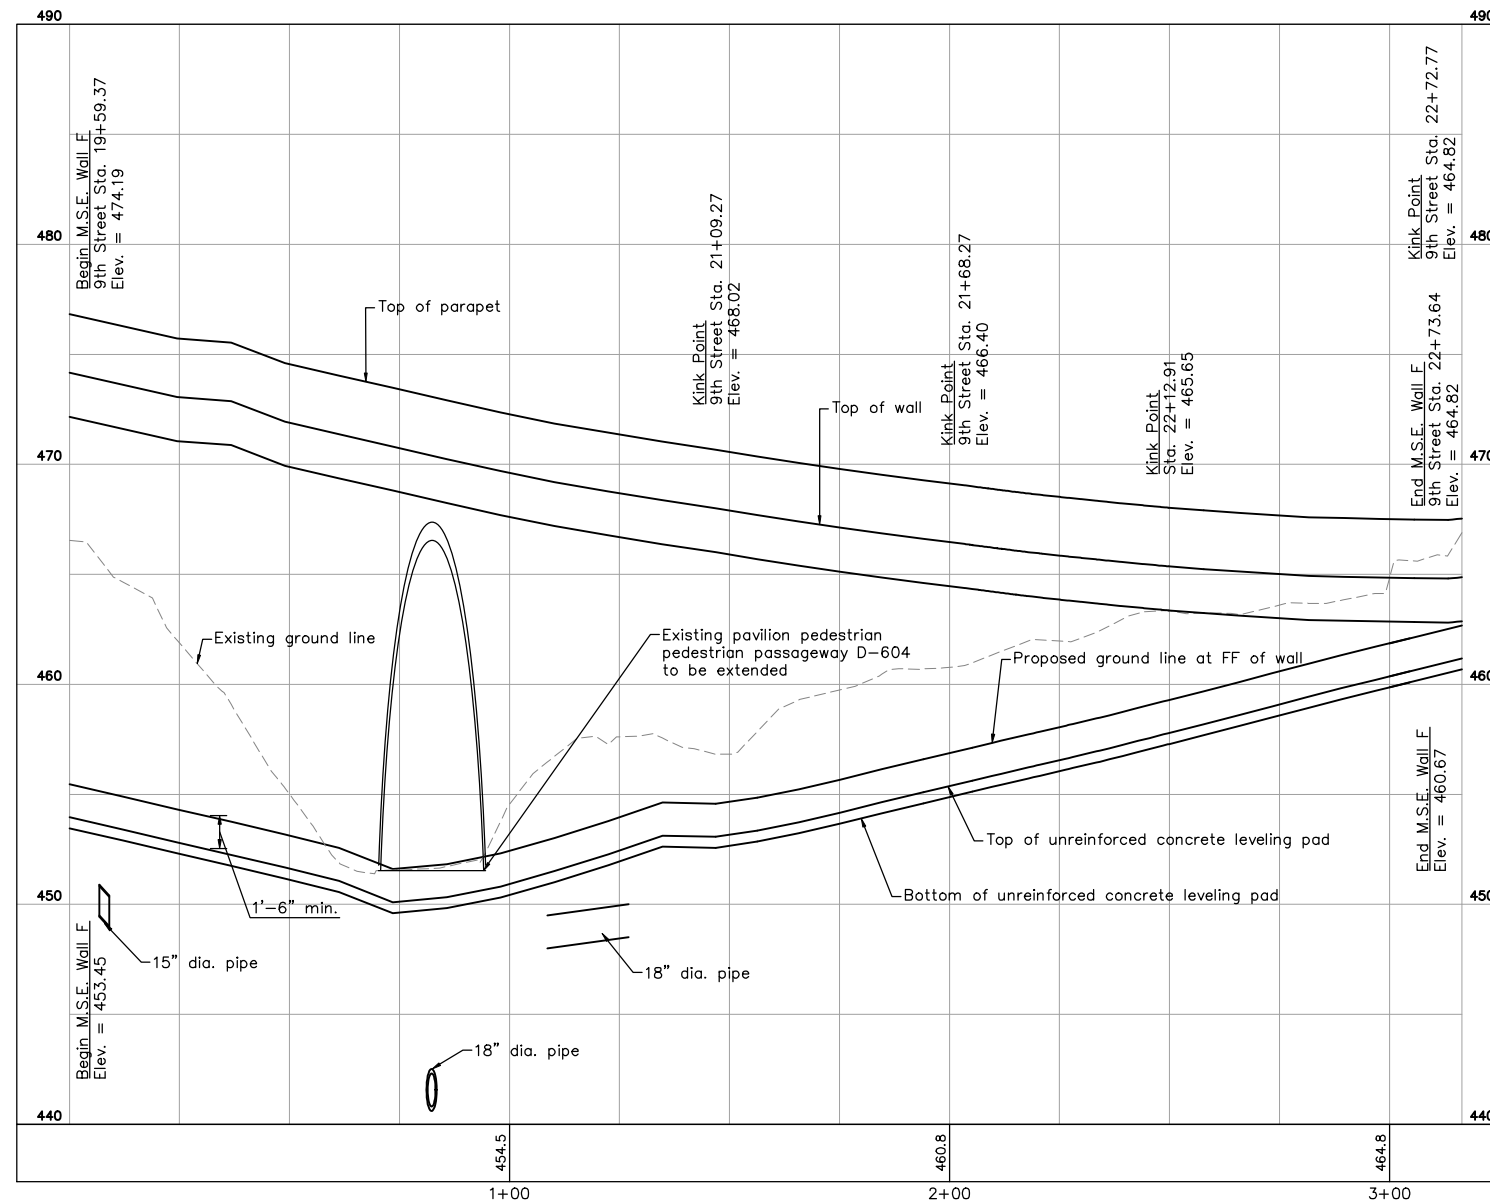 490
490
Begin M.S.E. Wall F
9th Street Sta. 19+59.37
Elev. = 474.19
Kink Point
9th Street Sta. 22+72.77
Elev. = 464.82
480
480
Top of parapet
Kink Point
9th Street Sta. 21+09.27
Elev. = 468.02
Kink Point
9th Street Sta. 21+68.27
Elev. = 466.40
Kink Point
Sta. 22+12.91
Elev. = 465.65
End M.S.E. Wall F
9th Street Sta. 22+73.64
Elev. = 464.82
Top of wall
470
470
Existing ground line
Existing pavilion pedestrian
pedestrian passageway D-604
to be extended
Proposed ground line at FF of wall
460
460
End M.S.E. Wall F
Elev. = 460.67
Top of unreinforced concrete leveling pad
Bottom of unreinforced concrete leveling pad
1'-6" min.
450
450
Begin M.S.E. Wall F
Elev. = 453.45
15" dia. pipe
18" dia. pipe
18" dia. pipe
440
440
454.5
460.8
464.8
1+00
2+00
3+00